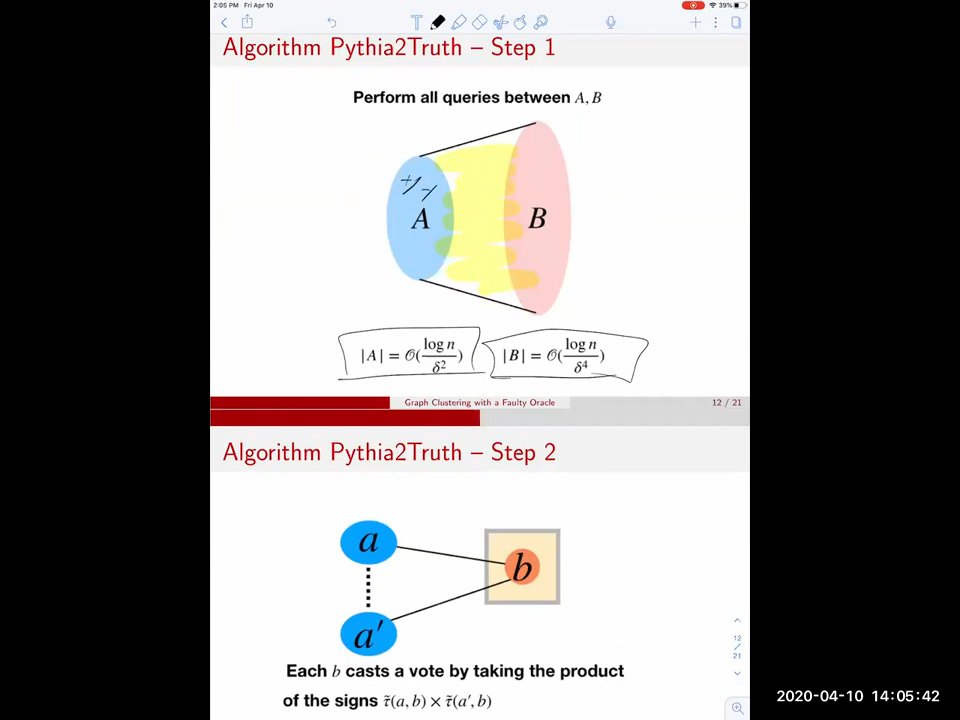 2:05 PM Fri Apr 10
39%
T
Algorithm Pythia2Truth – Step 1
Perform all queries between A, B
+/ -/
A
B
|A| = 𝒪(log n / δ²)
|B| = 𝒪(log n / δ⁴)
Graph Clustering with a Faulty Oracle
12 / 21
Algorithm Pythia2Truth – Step 2
a
b
a′
Each b casts a vote by taking the product
of the signs τ̃(a, b) × τ̃(a′, b)
12
/
21
2020-04-10 14:05:42